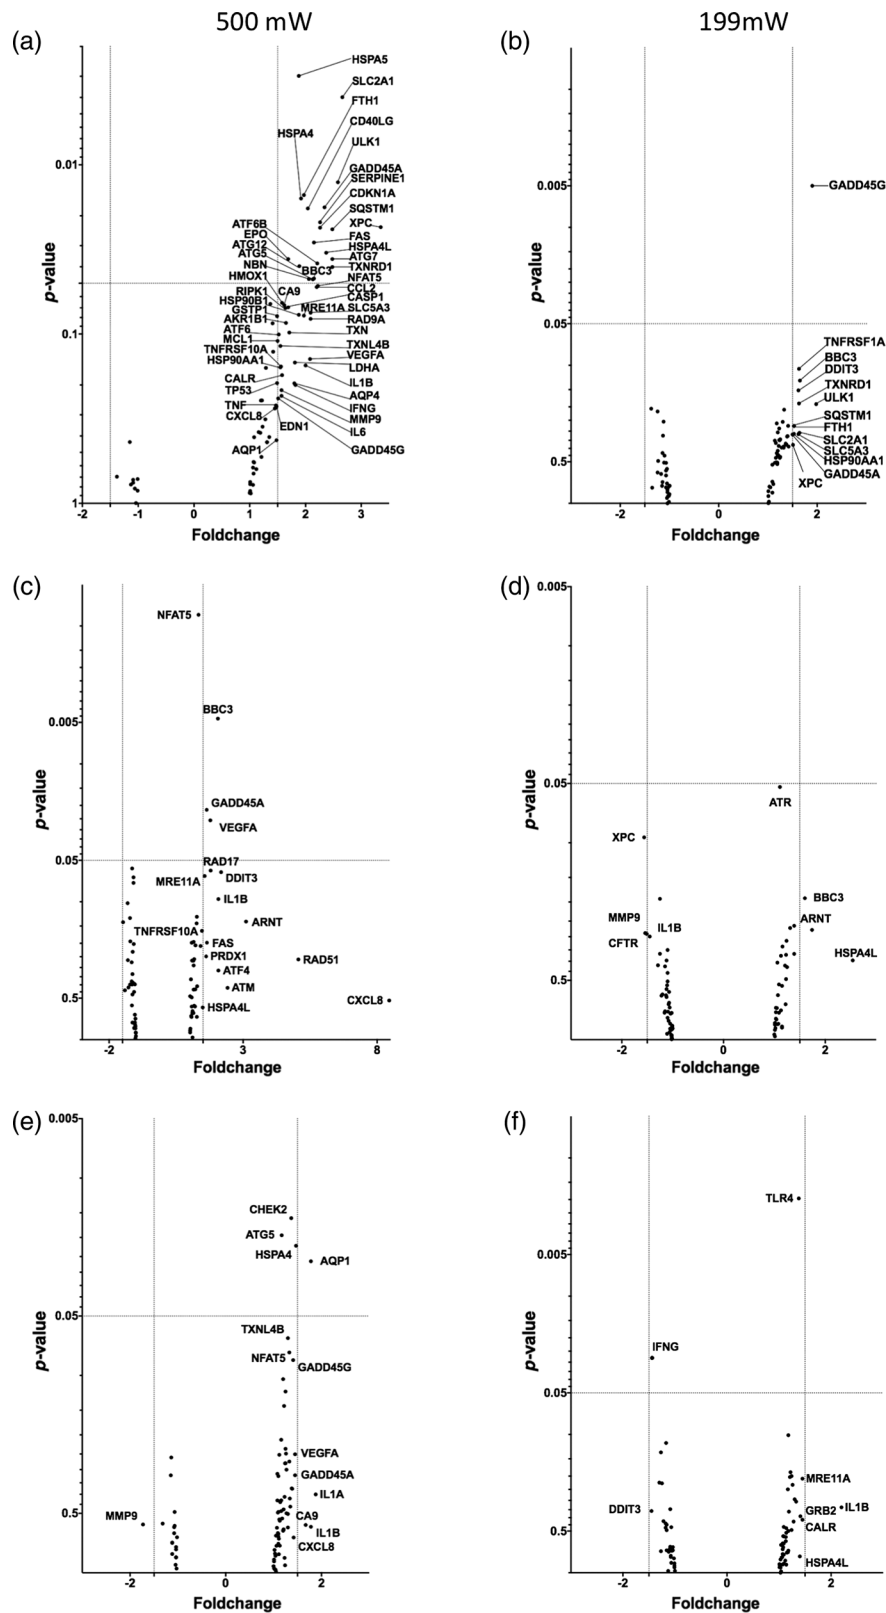 500 mW
199mW
(a)
HSPA5
SLC2A1
FTH1
CD40LG
HSPA4
ULK1
0.01
GADD45A
SERPINE1
CDKN1A
SQSTM1
ATF6B
XPC
EPO
FAS
ATG12
HSPA4L
ATG5
ATG7
NBN
BBC3
TXNRD1
HMOX1
NFAT5
CA9
CCL2
RIPK1
CASP1
HSP90B1
MRE11A
SLC5A3
GSTP1
RAD9A
AKR1B1
0.1
ATF6
TXN
MCL1
TXNL4B
TNFRSF10A
VEGFA
HSP90AA1
LDHA
CALR
IL1B
TP53
AQP4
TNF
IFNG
CXCL8
MMP9
EDN1
IL6
AQP1
GADD45G
1
-2
-1
0
1
2
3
p-value
Foldchange
(b)
0.005
GADD45G
0.05
TNFRSF1A
BBC3
DDIT3
TXNRD1
ULK1
SQSTM1
FTH1
SLC2A1
SLC5A3
HSP90AA1
GADD45A
XPC
0.5
-2
0
2
p-value
Foldchange
(c)
NFAT5
BBC3
0.005
GADD45A
VEGFA
0.05
RAD17
MRE11A
DDIT3
IL1B
ARNT
TNFRSF10A
FAS
PRDX1
RAD51
ATF4
ATM
0.5
HSPA4L
CXCL8
-2
3
8
p-value
Foldchange
(d)
0.005
0.05
ATR
XPC
BBC3
MMP9
IL1B
ARNT
CFTR
HSPA4L
0.5
-2
0
2
p-value
Foldchange
(e)
0.005
CHEK2
ATG5
HSPA4
AQP1
0.05
TXNL4B
NFAT5
GADD45G
VEGFA
GADD45A
IL1A
0.5
MMP9
CA9
IL1B
CXCL8
-2
0
2
p-value
Foldchange
(f)
TLR4
0.005
IFNG
0.05
MRE11A
DDIT3
GRB2
IL1B
CALR
0.5
HSPA4L
-2
0
2
p-value
Foldchange